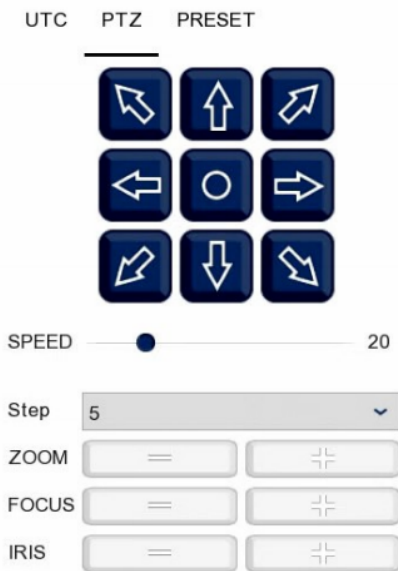 UTC PTZ PRESET
SPEED 20
Step 5
ZOOM
FOCUS
IRIS